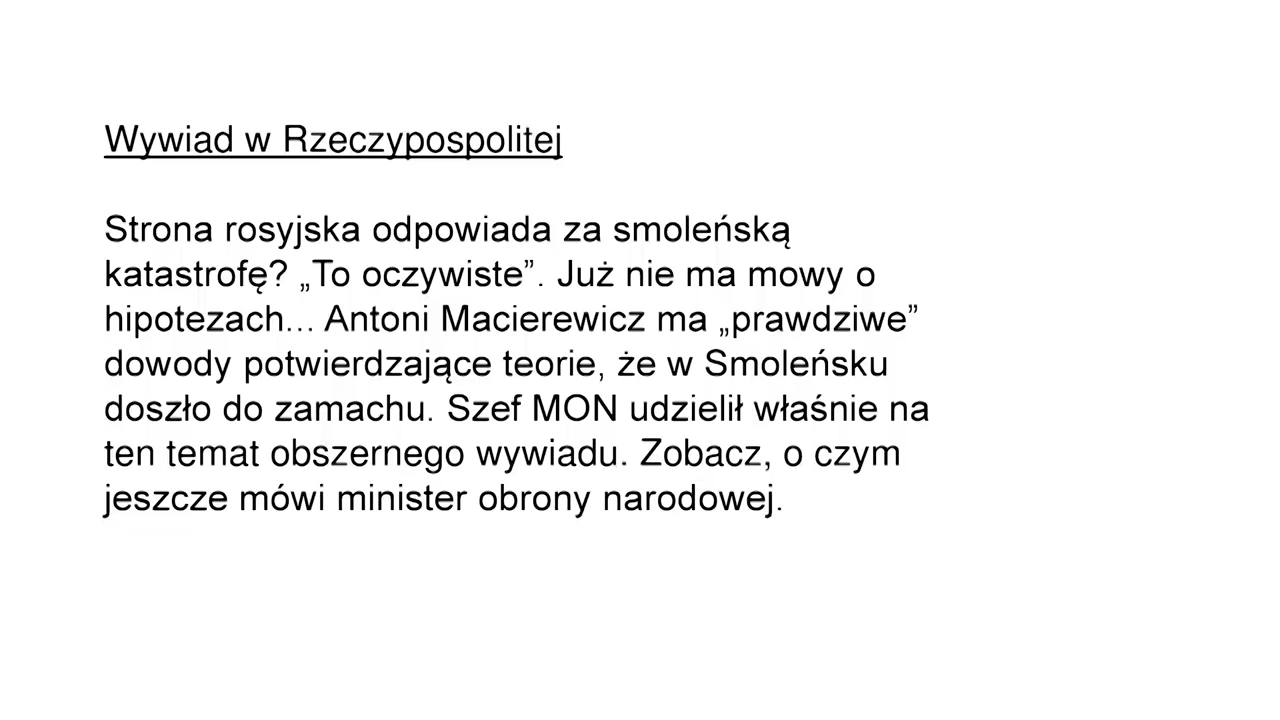 Wywiad w Rzeczypospolitej
Strona rosyjska odpowiada za smoleńską
katastrofę? „To oczywiste”. Już nie ma mowy o
hipotezach... Antoni Macierewicz ma „prawdziwe”
dowody potwierdzające teorie, że w Smoleńsku
doszło do zamachu. Szef MON udzielił właśnie na
ten temat obszernego wywiadu. Zobacz, o czym
jeszcze mówi minister obrony narodowej.